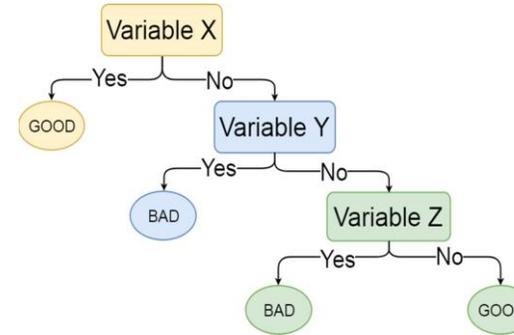 Variable X
Yes
No
GOOD
Variable Y
Yes
No
BAD
Variable Z
Yes
No
BAD
GOO